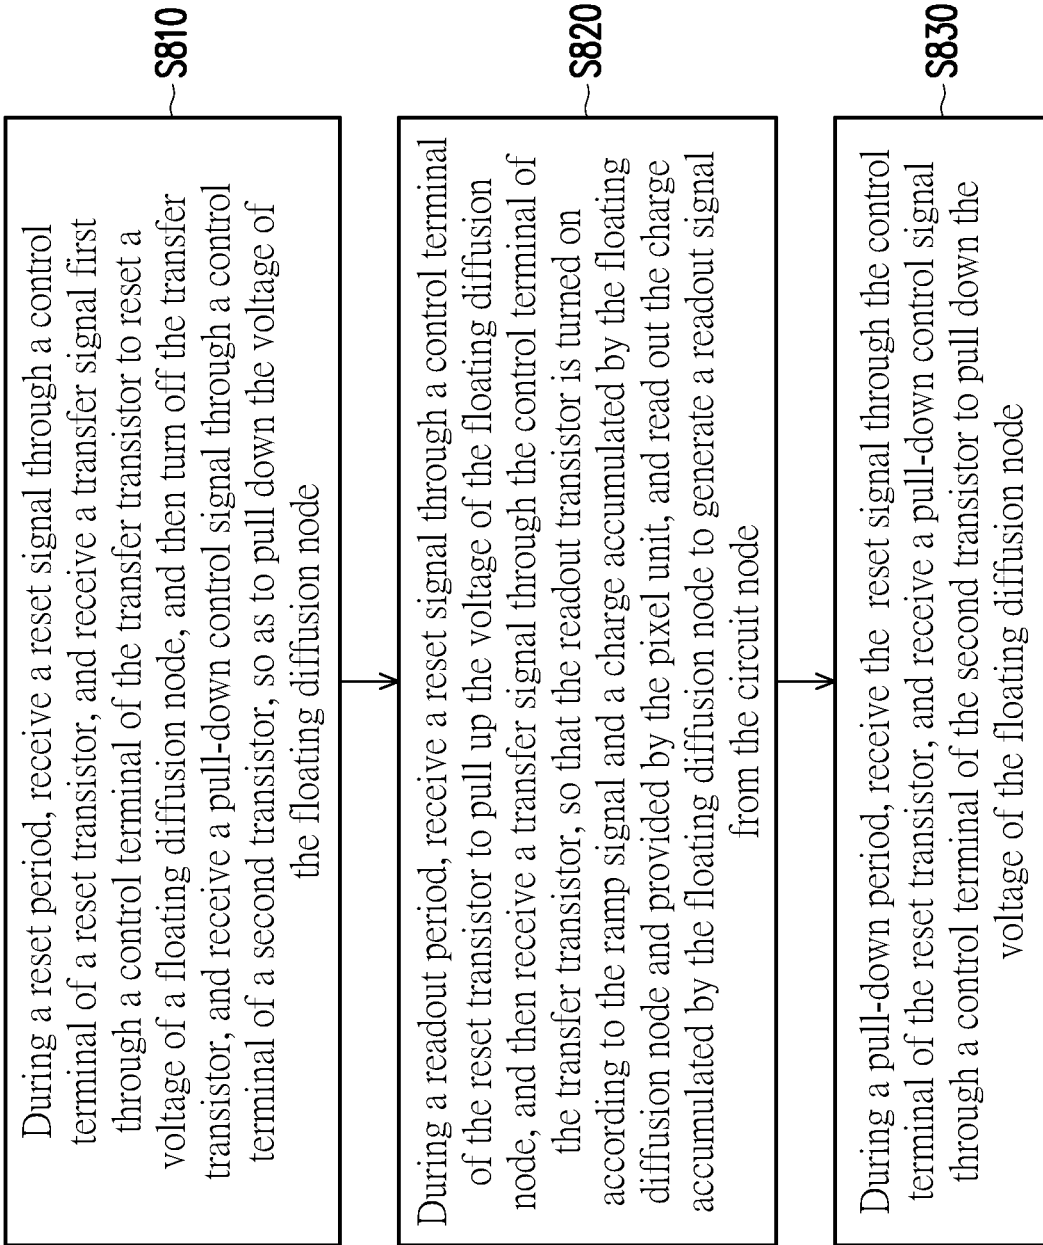 S810
During a reset period, receive a reset signal through a control
terminal of a reset transistor, and receive a transfer signal first
through a control terminal of the transfer transistor to reset a
voltage of a floating diffusion node, and then turn off the transfer
transistor, and receive a pull-down control signal through a control
terminal of a second transistor, so as to pull down the voltage of
the floating diffusion node
S820
During a readout period, receive a reset signal through a control terminal
of the reset transistor to pull up the voltage of the floating diffusion
node, and then receive a transfer signal through the control terminal of
the transfer transistor, so that the readout transistor is turned on
according to the ramp signal and a charge accumulated by the floating
diffusion node and provided by the pixel unit, and read out the charge
accumulated by the floating diffusion node to generate a readout signal
from the circuit node
S830
During a pull-down period, receive the reset signal through the control
terminal of the reset transistor, and receive a pull-down control signal
through a control terminal of the second transistor to pull down the
voltage of the floating diffusion node